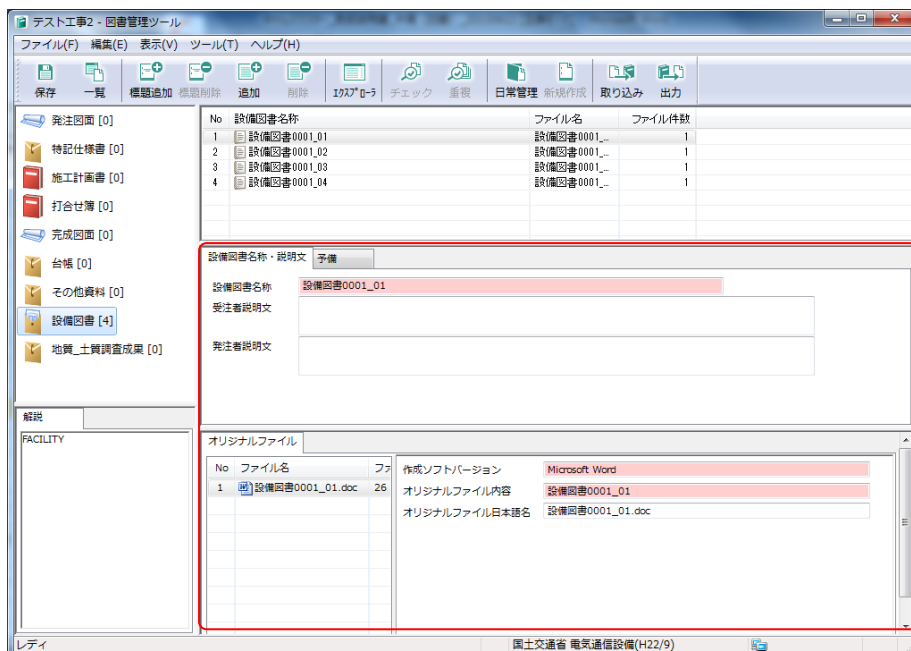 テスト工事2 - 図書管理ツール
ファイル(F) 編集(E) 表示(V) ツール(T) ヘルプ(H)
保存 一覧 標題追加 標題削除 追加 削除 エクスプローラ チェック 重視 日常管理 新規作成 取り込み 出力
発注図面 [0]
特記仕様書 [0]
施工計画書 [0]
打合せ簿 [0]
完成図面 [0]
台帳 [0]
その他資料 [0]
設備図書 [4]
地質_土質調査成果 [0]
解説
FACILITY
No 設備図書名称 ファイル名 ファイル件数
1 設備図書0001_01 設備図書0001_... 1
2 設備図書0001_02 設備図書0001_... 1
3 設備図書0001_03 設備図書0001_... 1
4 設備図書0001_04 設備図書0001_... 1
設備図書名称・説明文 予備
設備図書名称 設備図書0001_01
受注者説明文
発注者説明文
オリジナルファイル
No ファイル名 ファ
1 設備図書0001_01.doc 26
作成ソフトバージョン Microsoft Word
オリジナルファイル内容 設備図書0001_01
オリジナルファイル日本語名 設備図書0001_01.doc
レディ 国土交通省 電気通信設備(H22/9)